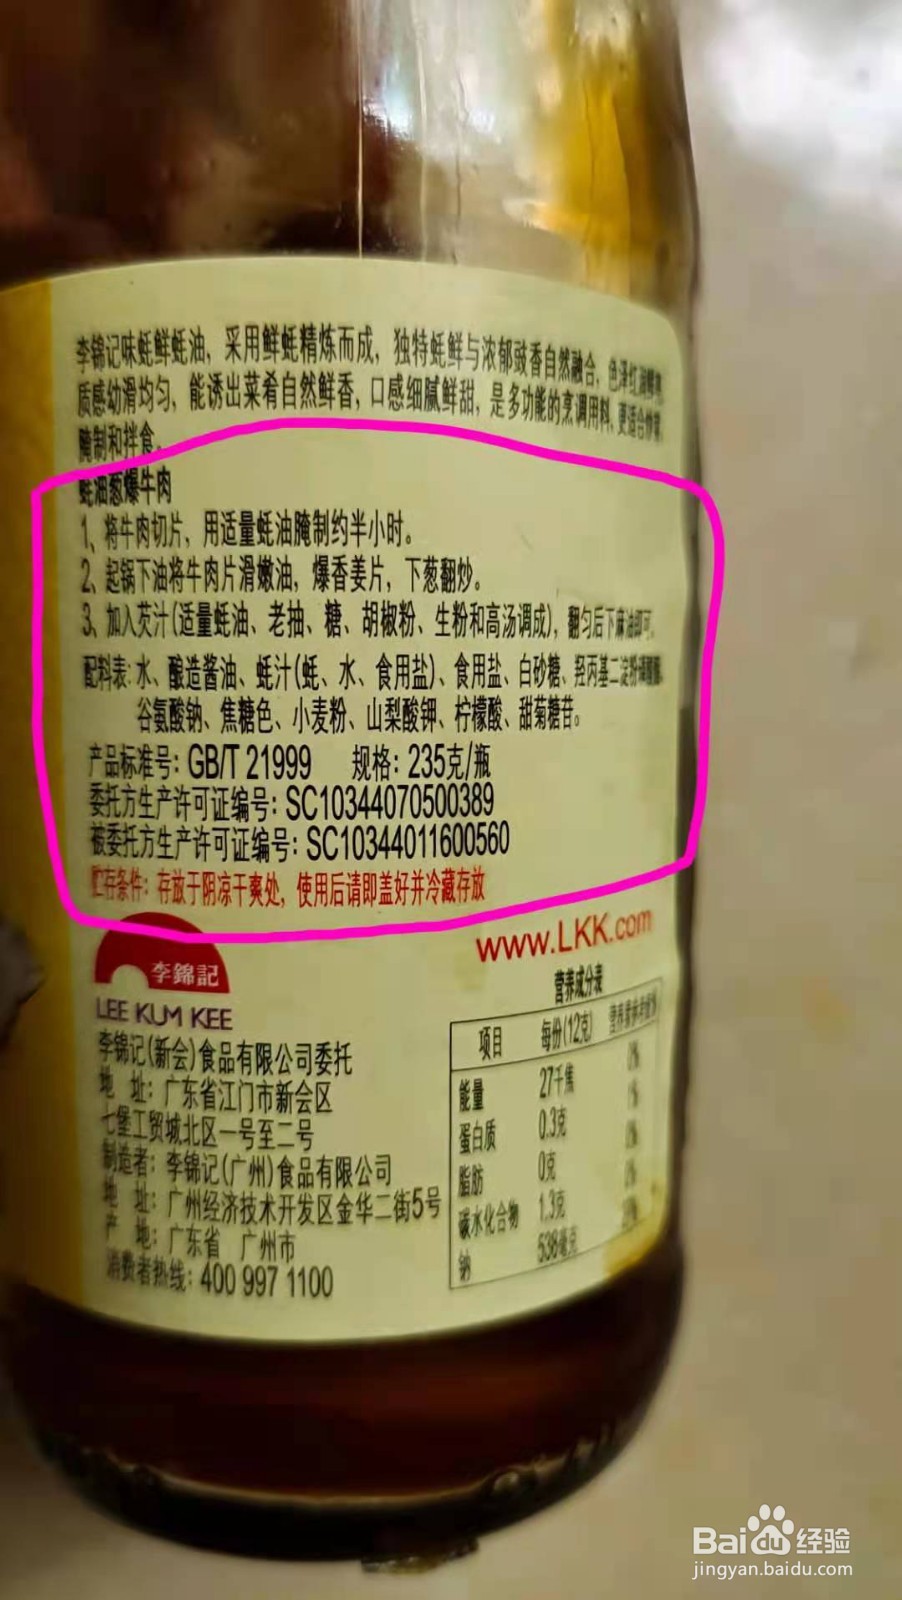 李锦记味蚝鲜蚝油，采用鲜蚝精炼而成，独特蚝鲜与浓郁豉香自然融合，色泽红润
质感幼滑均匀，能诱出菜肴自然鲜香，口感细腻鲜甜，是多功能的烹调用料，更适合
腌制和拌食。
蚝油葱爆牛肉
1、将牛肉切片，用适量蚝油腌制约半小时。
2、起锅下油将牛肉片滑嫩油，爆香姜片，下葱翻炒。
3、加入芡汁(适量蚝油、老抽、糖、胡椒粉、生粉和高汤调成)，翻匀后下麻油即可。
配料表：水、酿造酱油、蚝汁(蚝、水、食用盐)、食用盐、白砂糖、羟丙基二淀粉磷酸酯、
谷氨酸钠、焦糖色、小麦粉、山梨酸钾、柠檬酸、甜菊糖苷。
产品标准号：GB/T 21999 规格：235克/瓶
委托方生产许可证编号：SC10344070500389
被委托方生产许可证编号：SC10344011600560
贮存条件：存放于阴凉干爽处，使用后请即盖好并冷藏存放
www.LKK.com
李錦記
LEE KUM KEE
李锦记(新会)食品有限公司委托
地 址：广东省江门市新会区
七堡工贸城北区一号至二号
制造者：李锦记(广州)食品有限公司
地 址：广州经济技术开发区金华二街5号
产 地：广东省 广州市
消费者热线：400 997 1100
营养成分表
项目 每份(12克) 营养素参考值%
能量 27千焦 0%
蛋白质 0.3克 1%
脂肪 0克 0%
碳水化合物 1.3克 0%
钠 538毫克
Baidu经验
jingyan.baidu.com